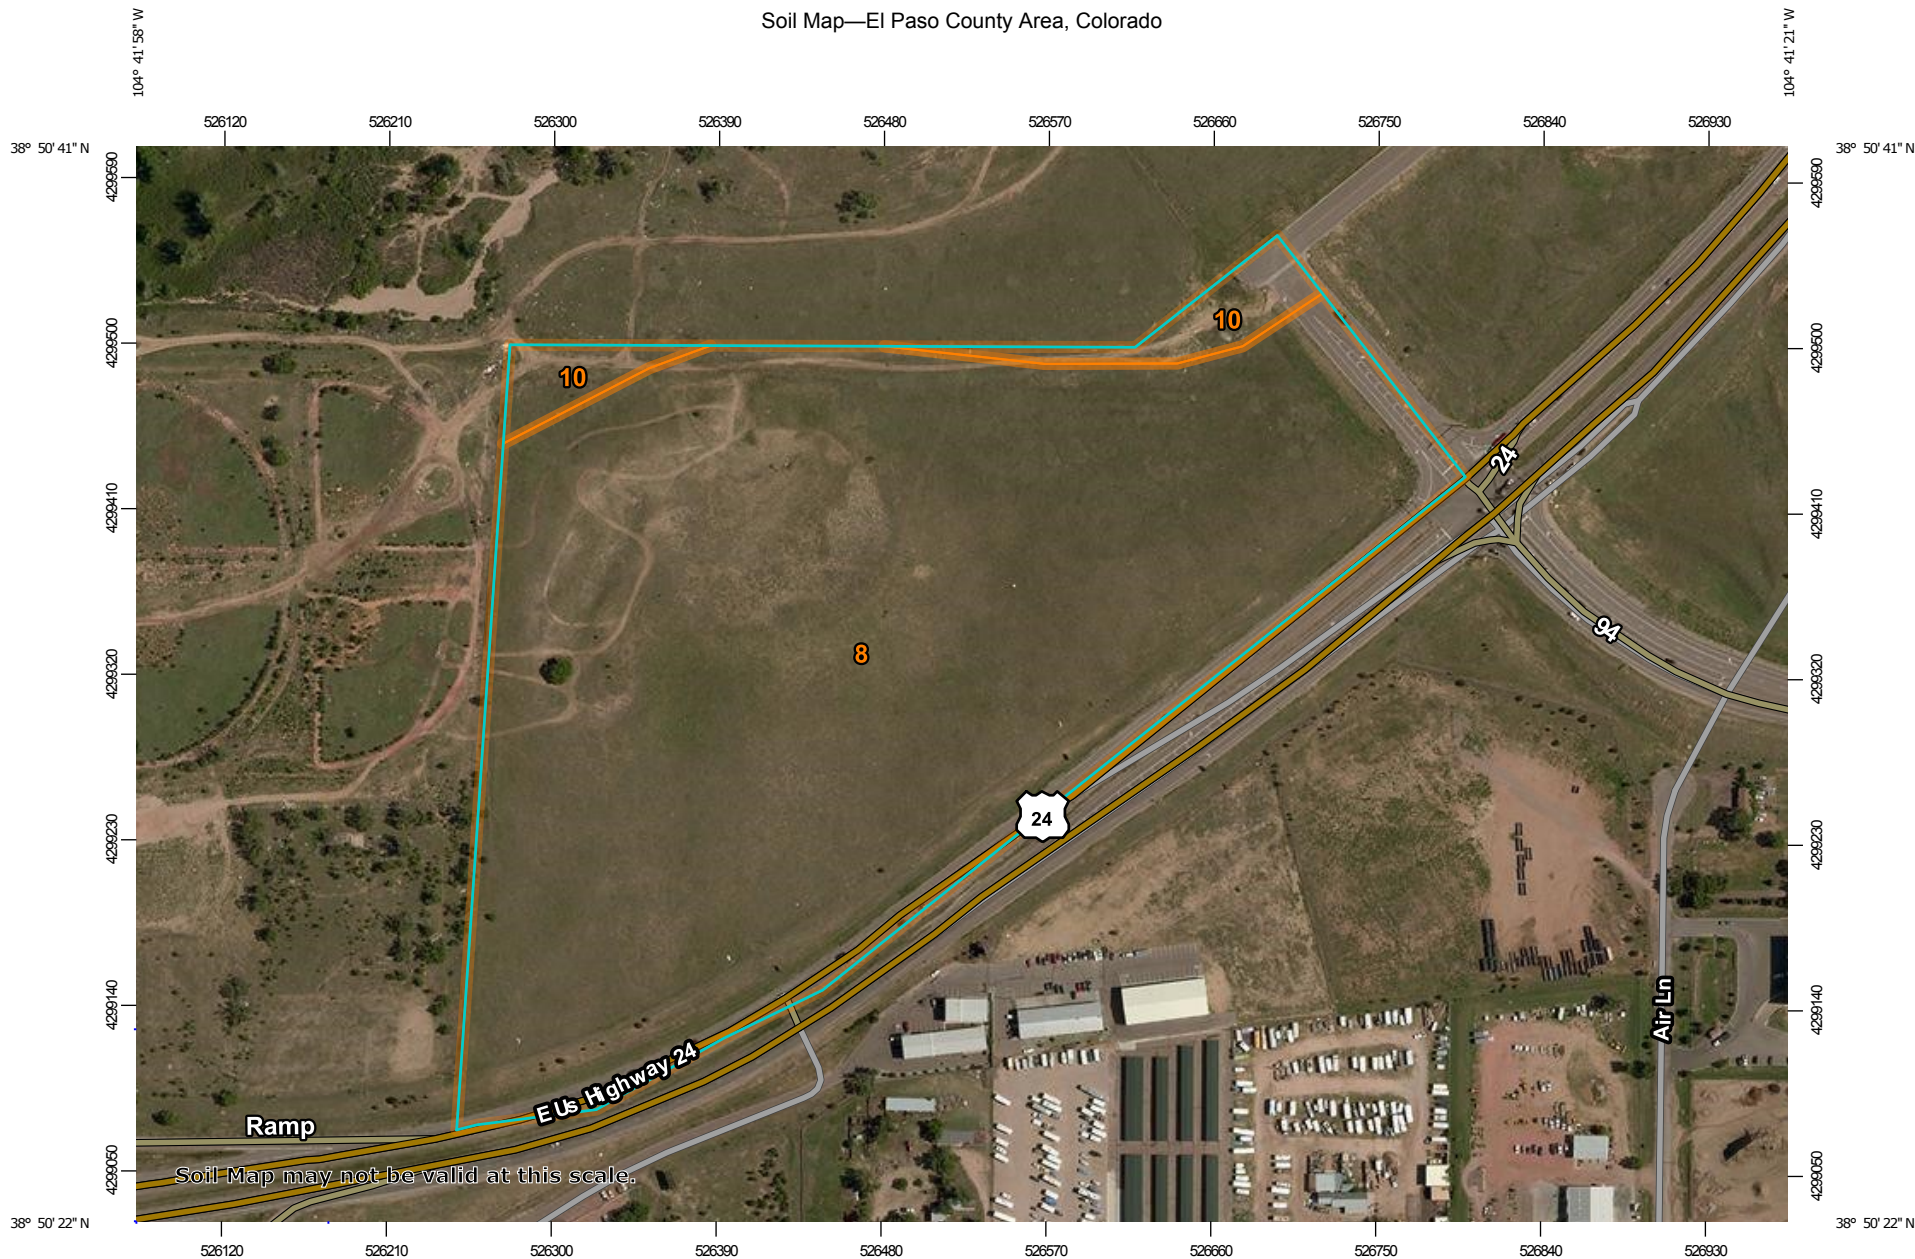 Soil Map—El Paso County Area, Colorado
104° 41' 58" W
104° 41' 21" W
526120 526210 526300 526390 526480 526570 526660 526750 526840 526930
38° 50' 41" N
38° 50' 41" N
4299590
4299590
4299500
4299500
10
10
24
4299410
4299410
94
8
4299320
4299320
24
4299230
4299230
Air Ln
4299140
4299140
E Us Highway 24
Ramp
Soil Map may not be valid at this scale.
4299050
4299050
38° 50' 22" N
38° 50' 22" N
526120 526210 526300 526390 526480 526570 526660 526750 526840 526930